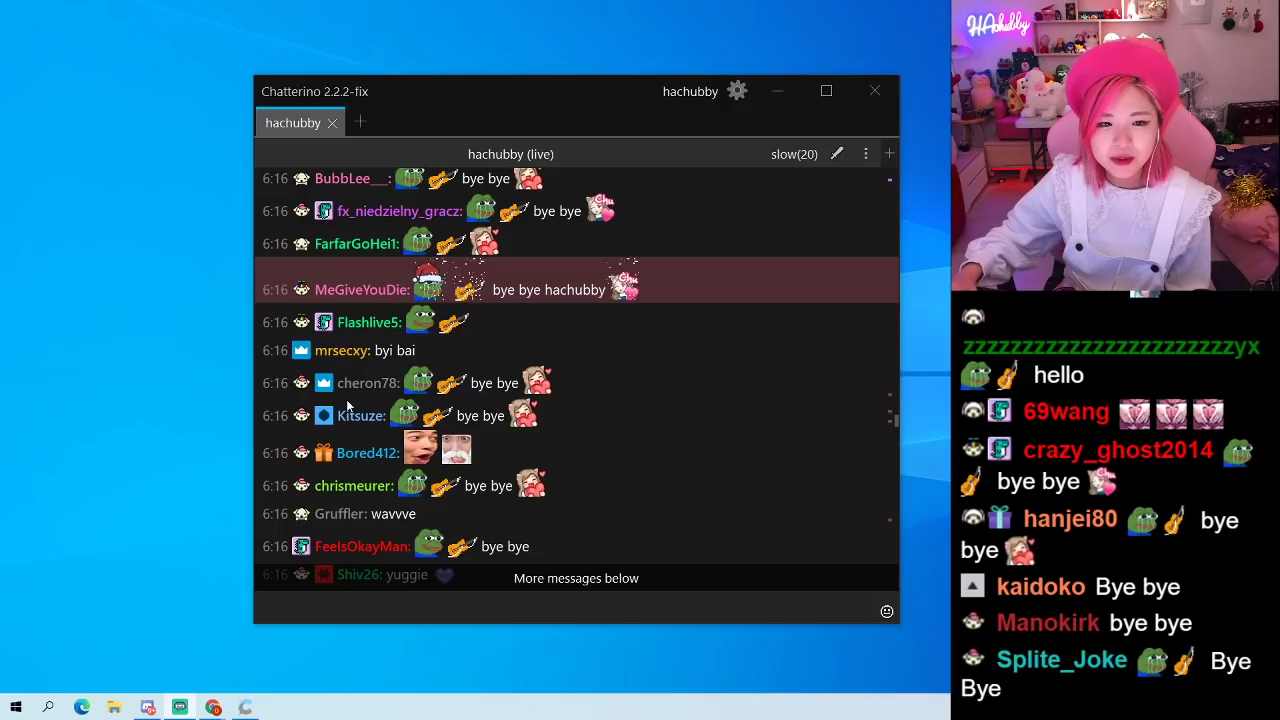 HAchubby
Chatterino 2.2.2-fix
hachubby
hachubby
hachubby (live)
slow(20)
6:16 BubbLee__: bye bye
6:16 fx_niedzielny_gracz: bye bye Chu
6:16 FarfarGoHei1:
6:16 MeGiveYouDie: bye bye hachubby Chu
6:16 Flashlive5:
6:16 mrsecxy: byi bai
6:16 cheron78: bye bye
6:16 Kitsuze: bye bye
6:16 Bored412:
6:16 chrismeurer: bye bye
6:16 Gruffler: wavvve
6:16 FeelsOkayMan: bye bye
6:16 Shiv26: yuggie
More messages below
zzzzzzzzzzzzzzzzzzzzzzzyx
hello
69wang
crazy_ghost2014
bye bye Chu
hanjei80 bye
bye
kaidoko Bye bye
Manokirk bye bye
Splite_Joke Bye
Bye